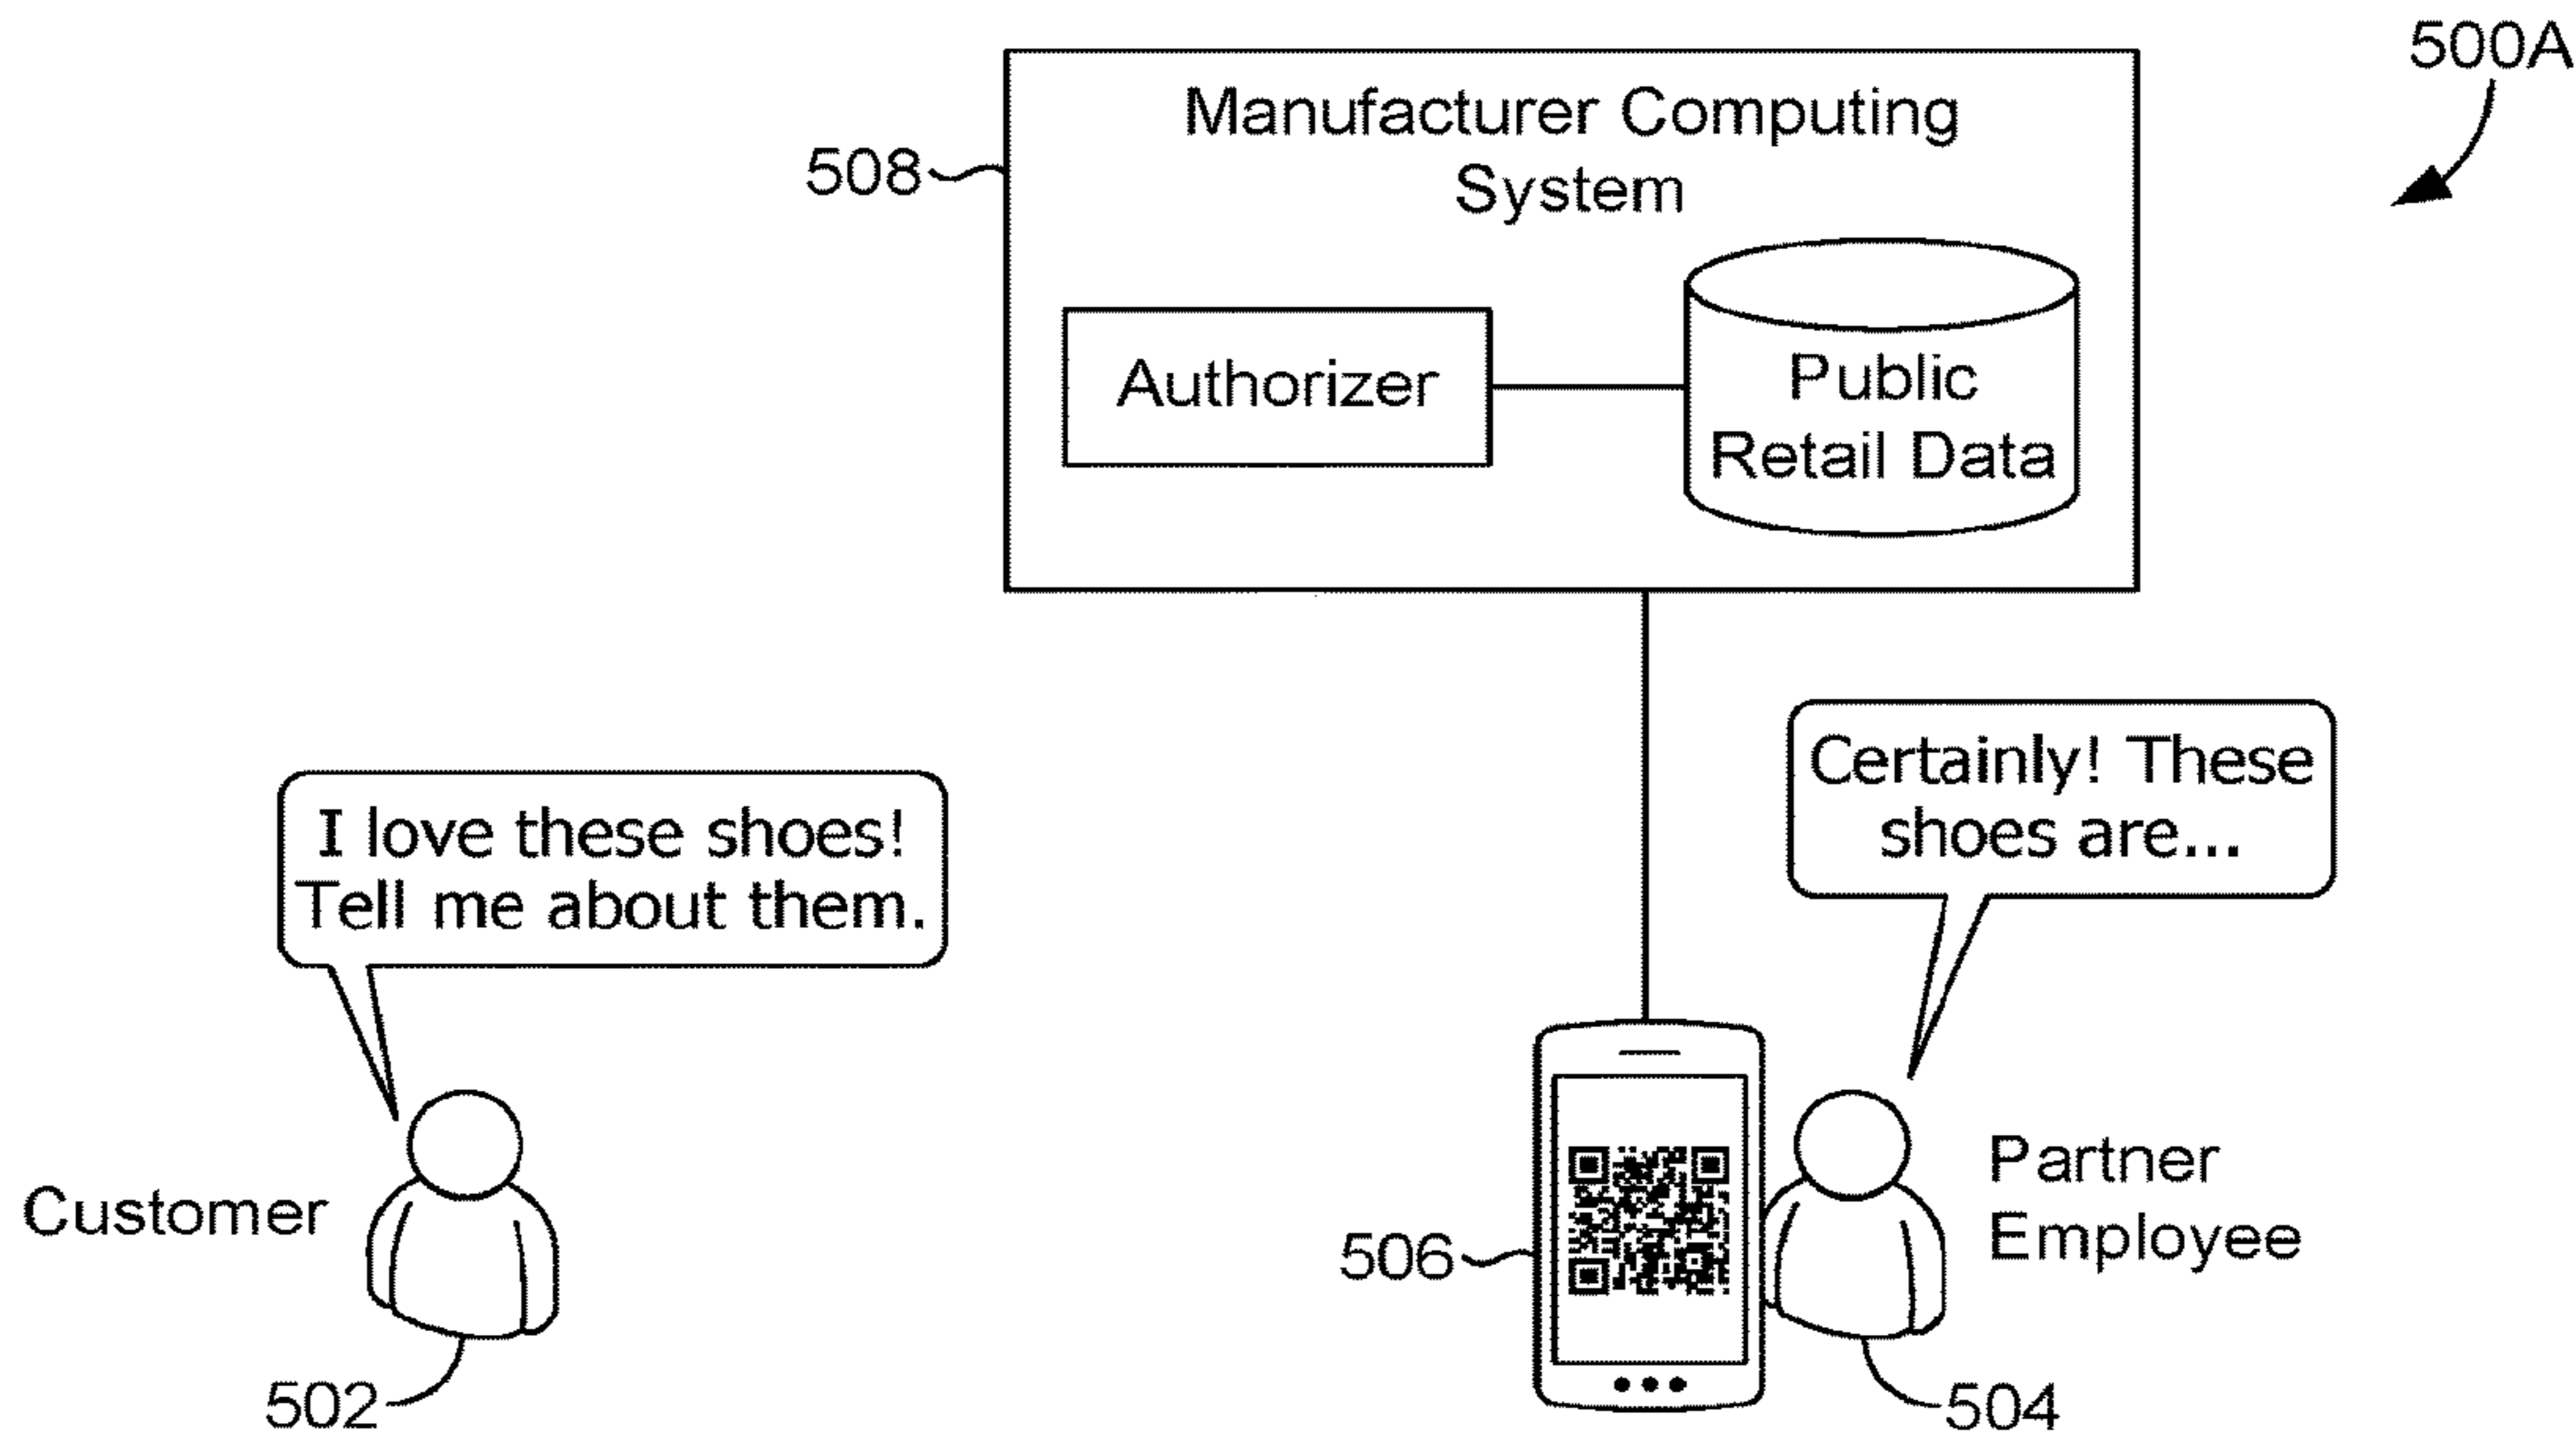 500A
Manufacturer Computing
System
508
Authorizer
Public
Retail Data
Certainly! These
shoes are...
I love these shoes!
Tell me about them.
Customer
502
506
Partner
Employee
504